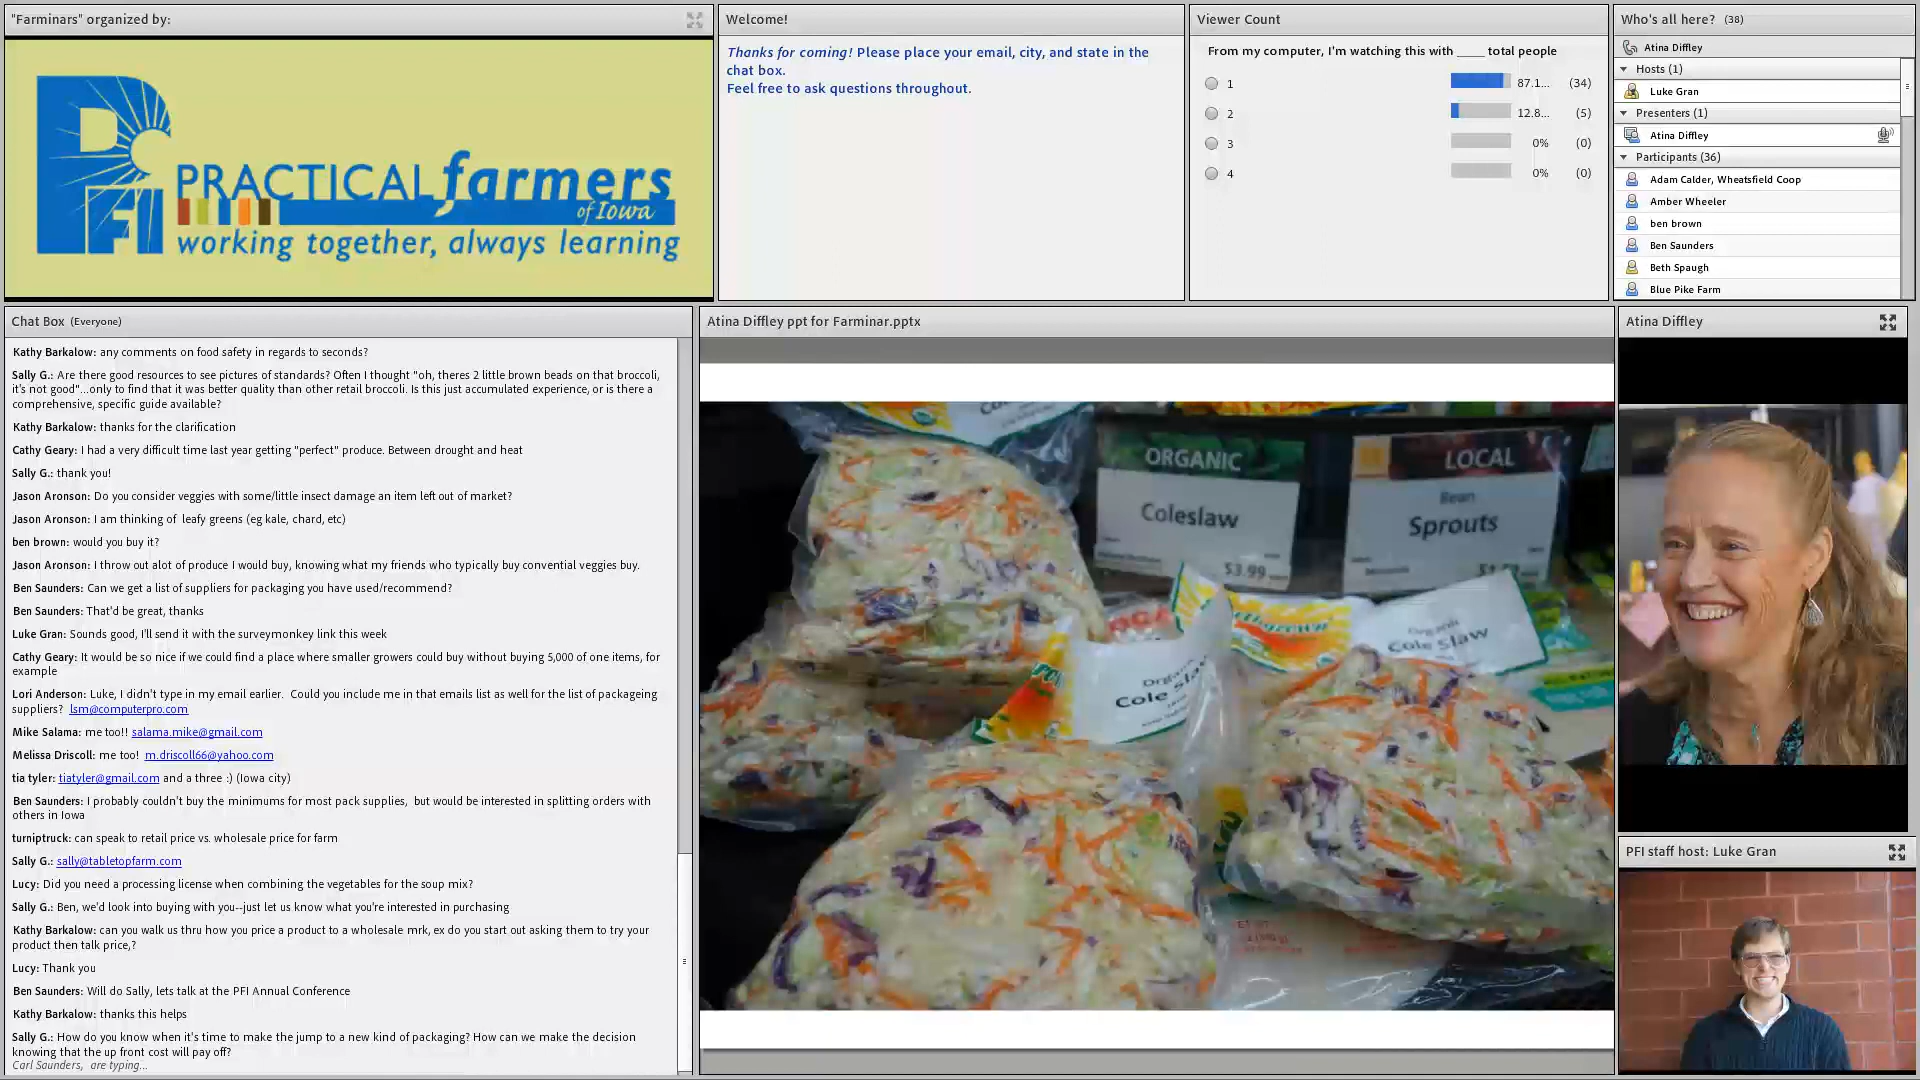 "Farminars" organized by:
PRACTICAL farmers
of Iowa
PFI
working together, always learning
Welcome!
Thanks for coming! Please place your email, city, and state in the
chat box.
Feel free to ask questions throughout.
Viewer Count
From my computer, I'm watching this with ____ total people
1 87.1... (34)
2 12.8... (5)
3 0% (0)
4 0% (0)
Who's all here? (38)
Atina Diffley
Hosts (1)
Luke Gran
Presenters (1)
Atina Diffley
Participants (36)
Adam Calder, Wheatsfield Coop
Amber Wheeler
ben brown
Ben Saunders
Beth Spaugh
Blue Pike Farm
Chat Box (Everyone)
Kathy Barkalow: any comments on food safety in regards to seconds?
Sally G.: Are there good resources to see pictures of standards? Often I thought "oh, theres 2 little brown beads on that broccoli,
it's not good"...only to find that it was better quality than other retail broccoli. Is this just accumulated experience, or is there a
comprehensive, specific guide available?
Kathy Barkalow: thanks for the clarification
Cathy Geary: I had a very difficult time last year getting "perfect" produce. Between drought and heat
Sally G.: thank you!
Jason Aronson: Do you consider veggies with some/little insect damage an item left out of market?
Jason Aronson: I am thinking of leafy greens (eg kale, chard, etc)
ben brown: would you buy it?
Jason Aronson: I throw out alot of produce I would buy, knowing what my friends who typically buy convential veggies buy.
Ben Saunders: Can we get a list of suppliers for packaging you have used/recommend?
Ben Saunders: That'd be great, thanks
Luke Gran: Sounds good, I'll send it with the surveymonkey link this week
Cathy Geary: It would be so nice if we could find a place where smaller growers could buy without buying 5,000 of one items, for
example
Lori Anderson: Luke, I didn't type in my email earlier. Could you include me in that emails list as well for the list of packageing
suppliers? lsm@computerpro.com
Mike Salama: me too!! salama.mike@gmail.com
Melissa Driscoll: me too! m.driscoll66@yahoo.com
tia tyler: tiatyler@gmail.com and a three :) (Iowa city)
Ben Saunders: I probably couldn't buy the minimums for most pack supplies, but would be interested in splitting orders with
others in Iowa
turniptruck: can speak to retail price vs. wholesale price for farm
Sally G.: sally@tabletopfarm.com
Lucy: Did you need a processing license when combining the vegetables for the soup mix?
Sally G.: Ben, we'd look into buying with you--just let us know what you're interested in purchasing
Kathy Barkalow: can you walk us thru how you price a product to a wholesale mrk, ex do you start out asking them to try your
product then talk price,?
Lucy: Thank you
Ben Saunders: Will do Sally, lets talk at the PFI Annual Conference
Kathy Barkalow: thanks this helps
Sally G.: How do you know when it's time to make the jump to a new kind of packaging? How can we make the decision
knowing that the up front cost will pay off?
Carl Saunders, are typing...
Atina Diffley ppt for Farminar.pptx
ORGANIC
Coleslaw
$3.99
LOCAL
Bean
Sprouts
Organic
Cole Slaw
Organic
Cole Slaw
Atina Diffley
PFI staff host: Luke Gran